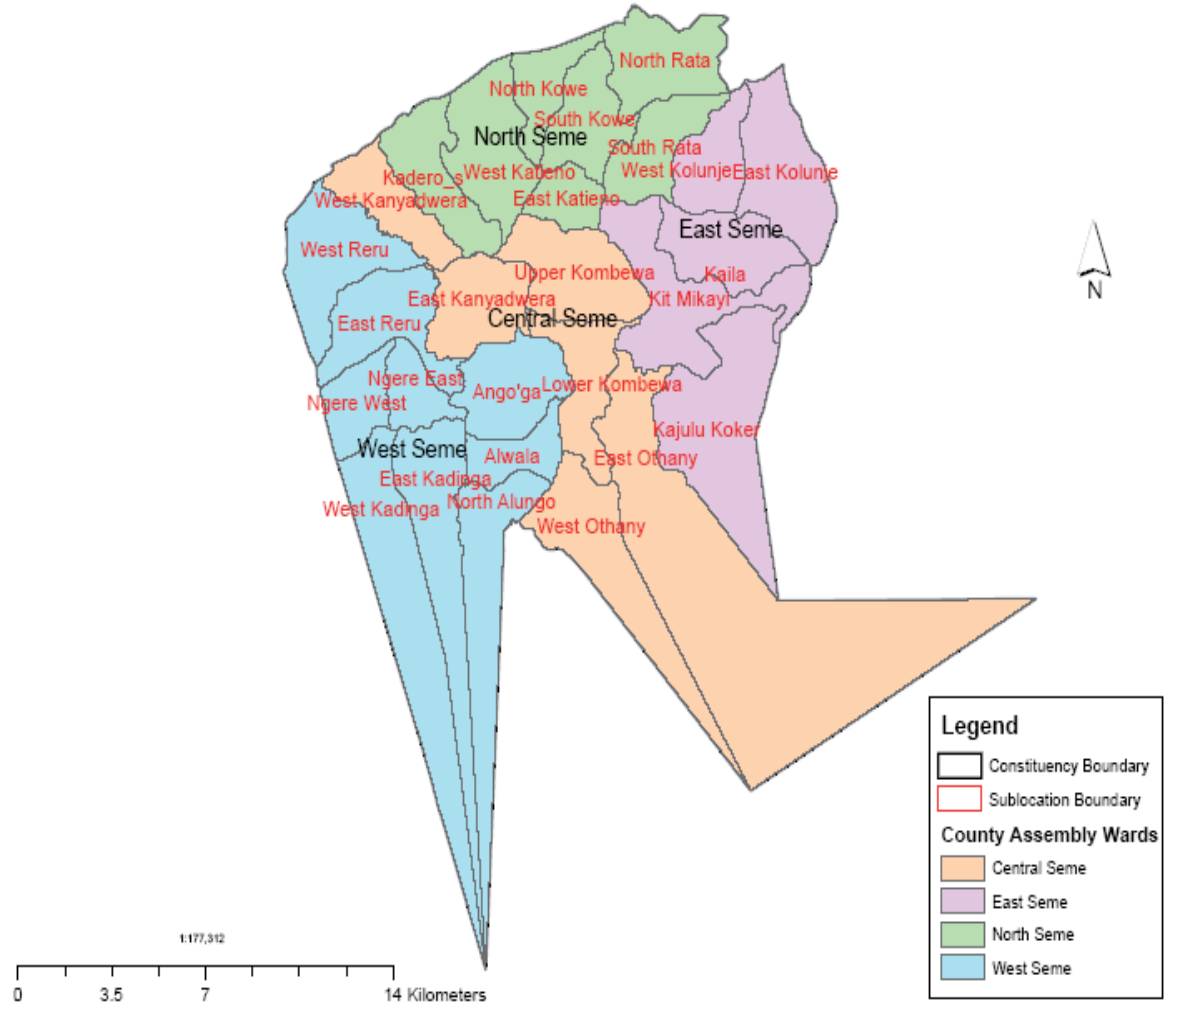 North Rata
North Kowe
South Kowe
North Seme
South Rata
West Katieno
West Kolunje
East Kolunje
Kadero_s
West Kanyadwera
East Katieno
East Seme
West Reru
Upper Kombewa
Kaila
East Kanyadwera
Kit Mikayi
N
Central Seme
East Reru
Ngere East
Ango'ga
Lower Kombewa
Ngere West
Kajulu Koker
West Seme
Alwala
East Othany
East Kadinga
North Alungo
West Kadinga
West Othany
Legend
Constituency Boundary
Sublocation Boundary
County Assembly Wards
Central Seme
East Seme
North Seme
West Seme
1:177,312
0 3.5 7 14 Kilometers